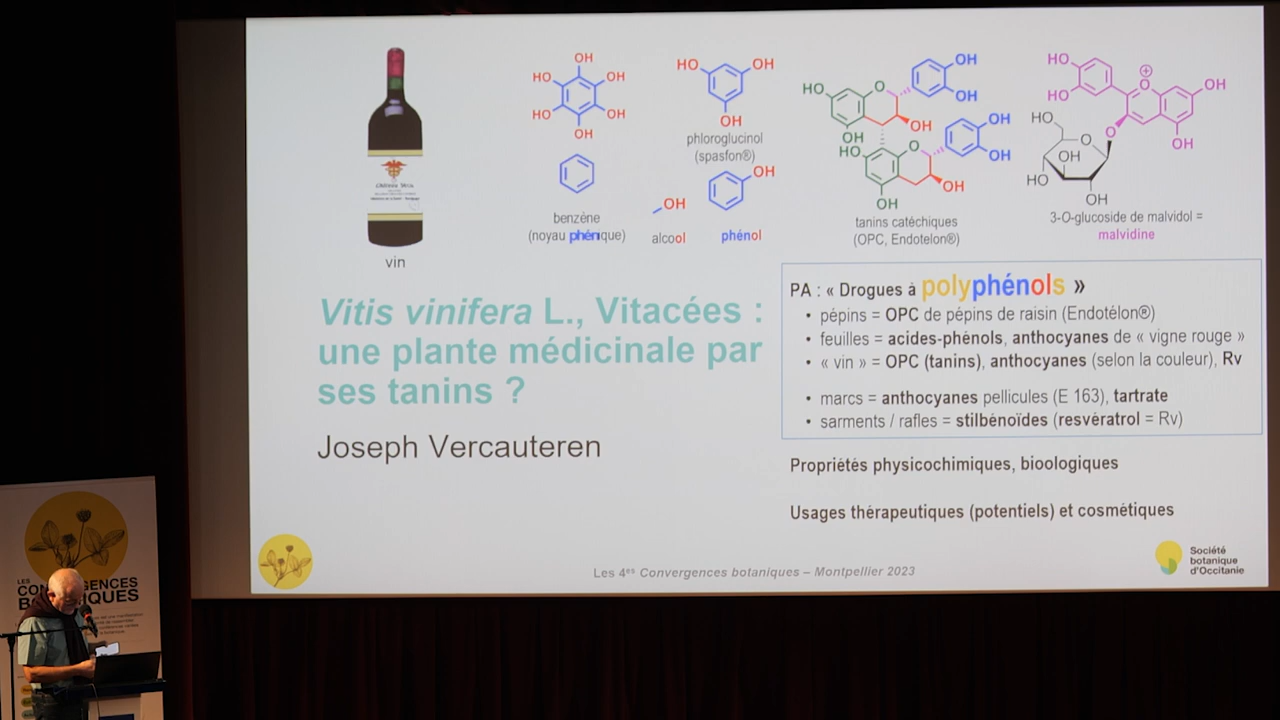 OH
HO
OH
HO
OH
OH
HO
OH
OH
phloroglucinol
(spasfon®)
benzène
(noyau phénique)
OH
alcool
OH
phénol
HO
O
OH
OH
OH
OH
HO
O
OH
OH
OH
OH
tanins catéchiques
(OPC, Endotelon®)
HO
HO
O
+
OH
OH
O
HO
O
OH
HO
OH
3-O-glucoside de malvidol =
malvidine
vin
Vitis vinifera L., Vitacées :
une plante médicinale par
ses tanins ?
Joseph Vercauteren
PA : « Drogues à polyphénols »
• pépins = OPC de pépins de raisin (Endotélon®)
• feuilles = acides-phénols, anthocyanes de « vigne rouge »
• « vin » = OPC (tanins), anthocyanes (selon la couleur), Rv
• marcs = anthocyanes pellicules (E 163), tartrate
• sarments / rafles = stilbénoïdes (resvératrol = Rv)
Propriétés physicochimiques, bioologiques
Usages thérapeutiques (potentiels) et cosmétiques
Les 4es Convergences botaniques – Montpellier 2023
Société
botanique
d'Occitanie
LES